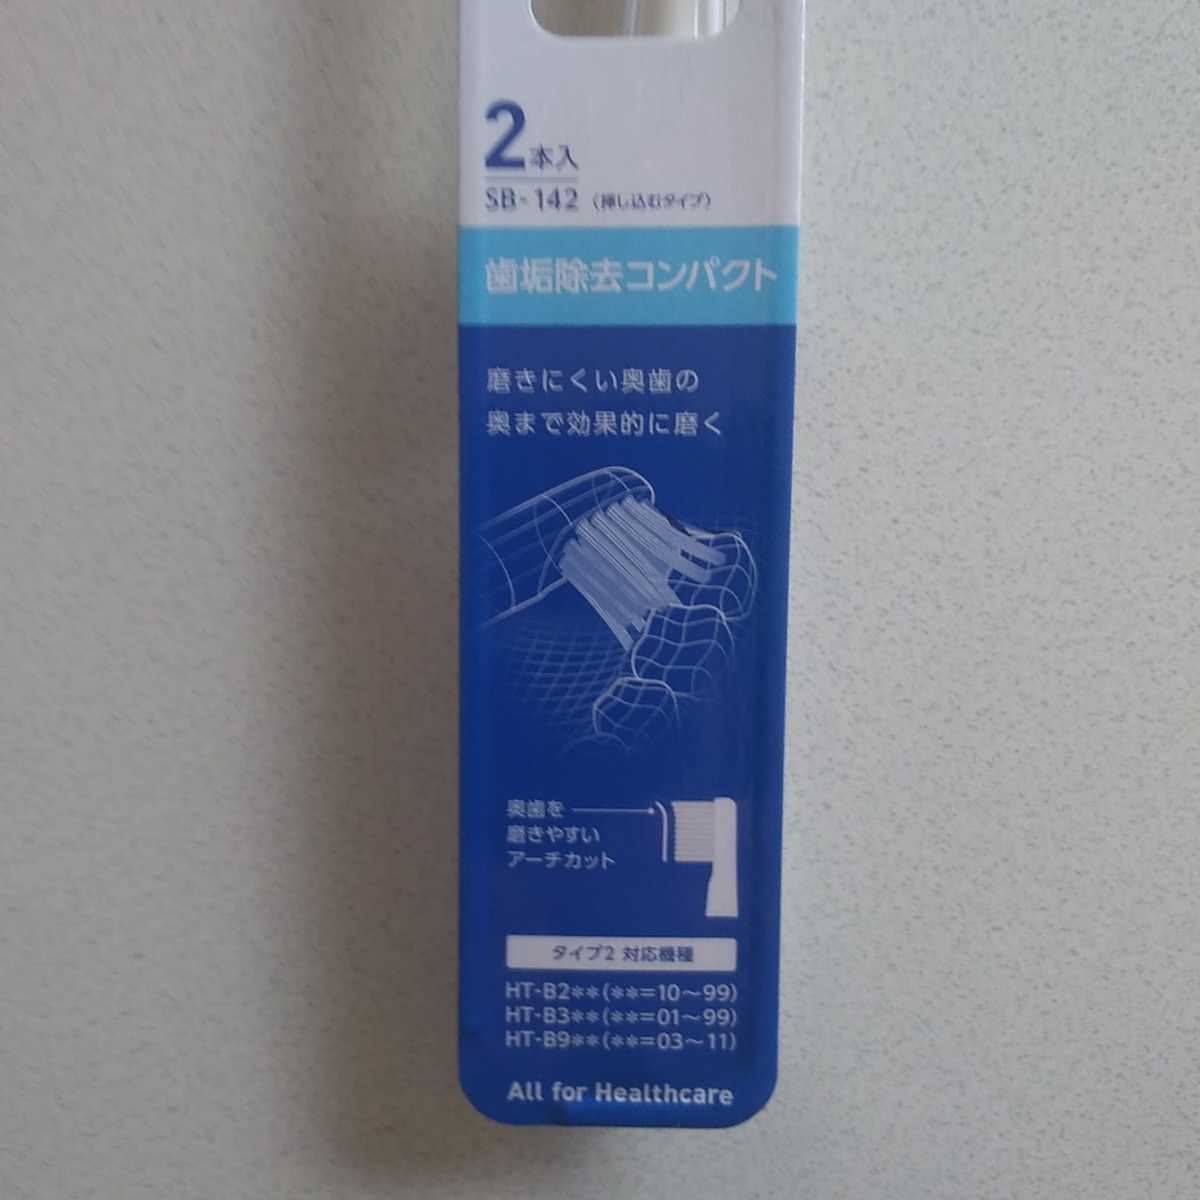 2本入
SB-142 (押し込むタイプ)
歯垢除去コンパクト
磨きにくい奥歯の
奥まで効果的に磨く
奥歯を
磨きやすい
アーチカット
タイプ2 対応機種
HT-B2**(**=10〜99)
HT-B3**(**=01〜99)
HT-B9**(**=03〜11)
All for Healthcare